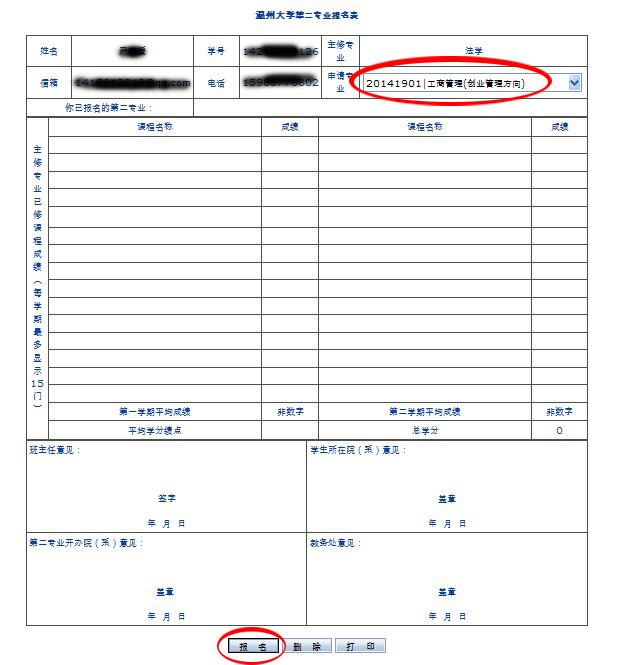 温州大学第二专业报名表
姓名 学号 主修专业 法学
信箱 电话 申请专业 20141901|工商管理(创业管理方向)
你已报名的第二专业：
主修专业已修课程成绩（每学期最多显示15门）
课程名称 成绩 课程名称 成绩
第一学期平均成绩 非数字 第二学期平均成绩 非数字
平均学分绩点 总学分 0
班主任意见： 学生所在院（系）意见：
签字 盖章
年 月 日 年 月 日
第二专业开办院（系）意见： 教务处意见：
盖章 盖章
年 月 日 年 月 日
报 名 删 除 打 印